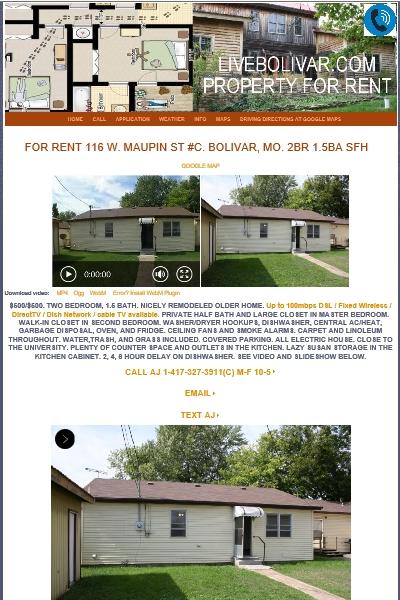 LIVEBOLIVAR.COM
PROPERTY FOR RENT
HOME CALL APPLICATION WEATHER INFO MAPS DRIVING DIRECTIONS AT GOOGLE MAPS
FOR RENT 116 W. MAUPIN ST #C. BOLIVAR, MO. 2BR 1.5BA SFH
GOOGLE MAP
0:00:00
Download video: MP4 Ogg WebM Error? Install WebM Plugin
$500/$500. TWO BEDROOM, 1.5 BATH. NICELY REMODELED OLDER HOME. Up to 100mbps DSL / Fixed Wireless /
DirectTV / Dish Network / cable TV available. PRIVATE HALF BATH AND LARGE CLOSET IN MASTER BEDROOM.
WALK-IN CLOSET IN SECOND BEDROOM, WASHER/DRYER HOOKUPS, DISHWASHER, CENTRAL AC/HEAT,
GARBAGE DISPOSAL, OVEN, AND FRIDGE. CEILING FANS AND SMOKE ALARMS. CARPET AND LINOLEUM
THROUGHOUT. WATER,TRASH, AND GRASS INCLUDED. COVERED PARKING. ALL ELECTRIC HOUSE. CLOSE TO
THE UNIVERSITY. PLENTY OF COUNTER SPACE AND OUTLETS IN THE KITCHEN. LAZY SUSAN STORAGE IN THE
KITCHEN CABINET. 2, 4, 6 HOUR DELAY ON DISHWASHER. SEE VIDEO AND SLIDESHOW BELOW.
CALL AJ 1-417-327-3911(C) M-F 10-5
EMAIL
TEXT AJ